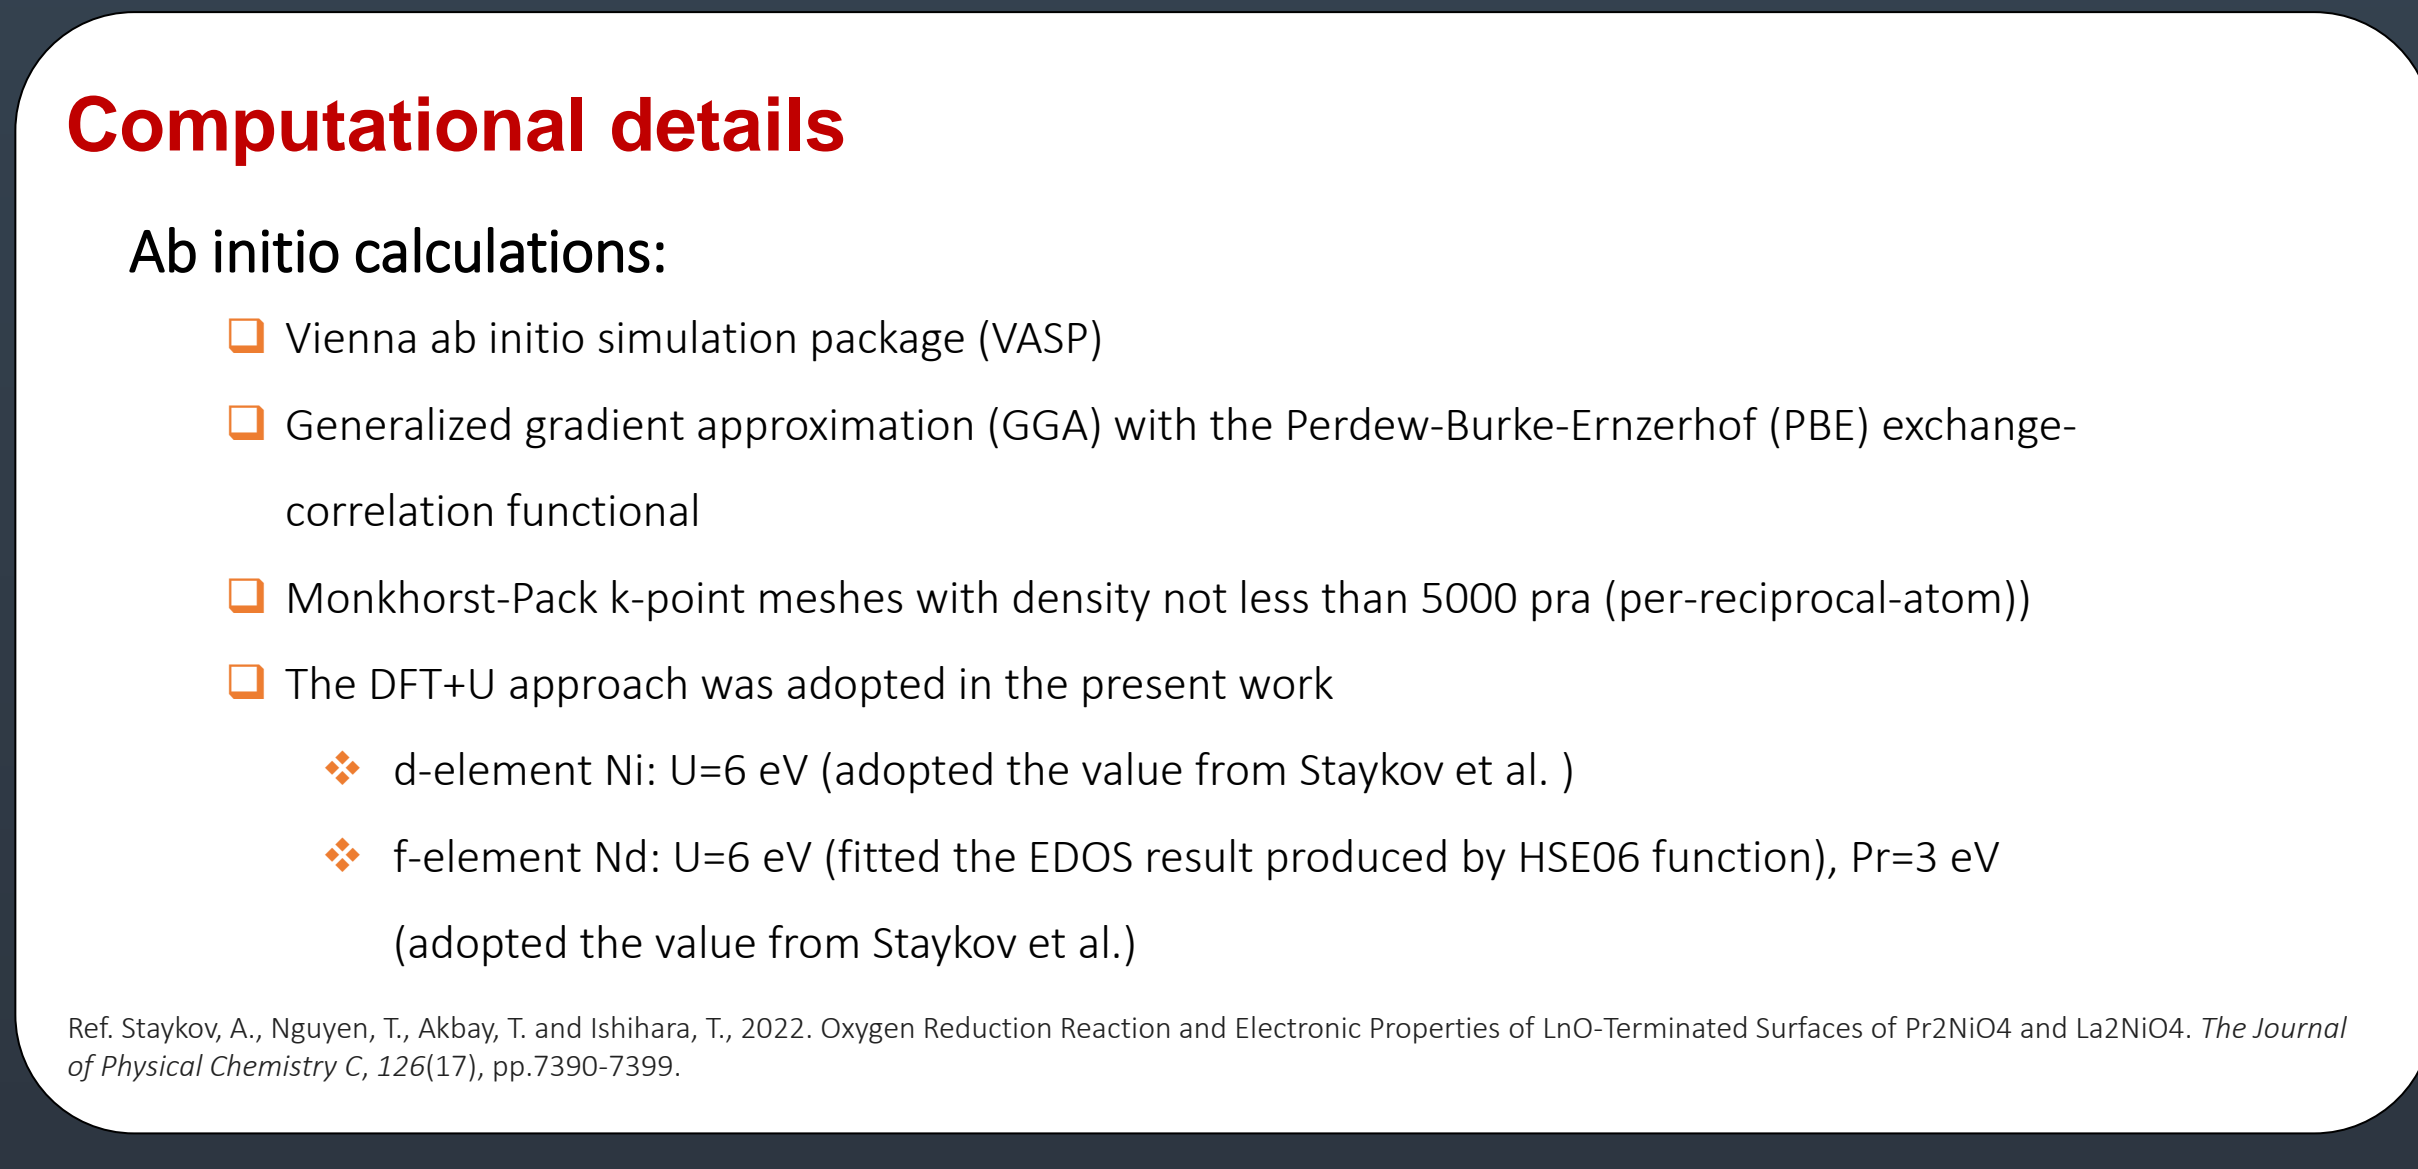 Computational details
Ab initio calculations:
Vienna ab initio simulation package (VASP)
Generalized gradient approximation (GGA) with the Perdew-Burke-Ernzerhof (PBE) exchange-
correlation functional
Monkhorst-Pack k-point meshes with density not less than 5000 pra (per-reciprocal-atom))
The DFT+U approach was adopted in the present work
d-element Ni: U=6 eV (adopted the value from Staykov et al. )
f-element Nd: U=6 eV (fitted the EDOS result produced by HSE06 function), Pr=3 eV
(adopted the value from Staykov et al.)
Ref. Staykov, A., Nguyen, T., Akbay, T. and Ishihara, T., 2022. Oxygen Reduction Reaction and Electronic Properties of LnO-Terminated Surfaces of Pr2NiO4 and La2NiO4. The Journal
of Physical Chemistry C, 126(17), pp.7390-7399.